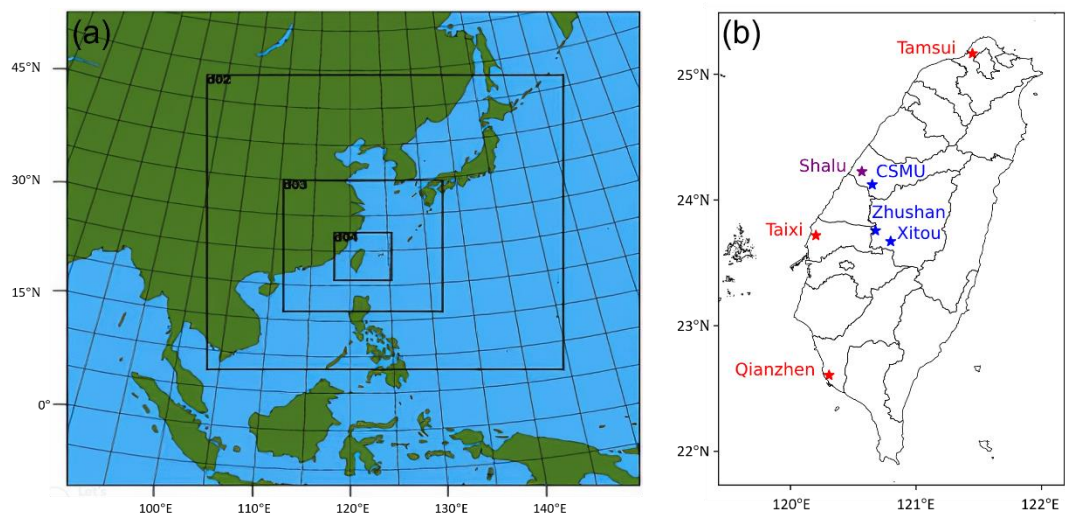 (a)
45°N
30°N
15°N
0°
100°E
110°E
120°E
130°E
140°E
d02
d03
d04
(b)
25°N
24°N
23°N
22°N
120°E
121°E
122°E
Tamsui
Shalu
CSMU
Zhushan
Taixi
Xitou
Qianzhen